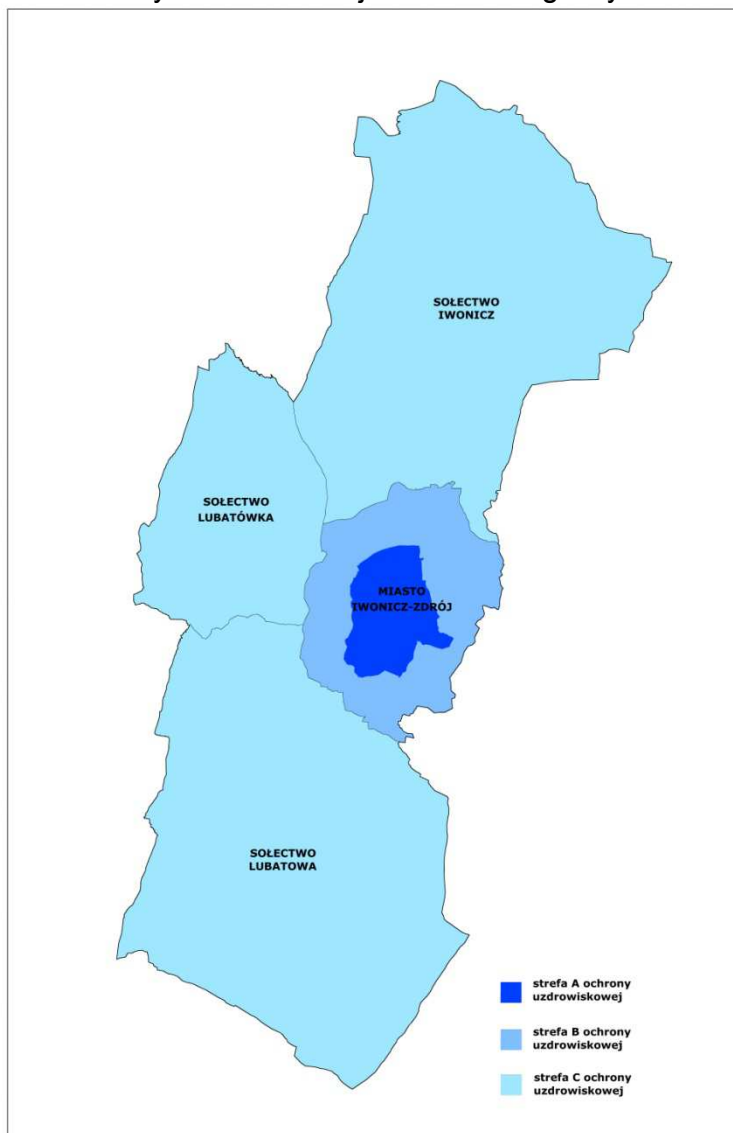 SOŁECTWO
IWONICZ
SOŁECTWO
LUBATÓWKA
MIASTO
IWONICZ-ZDRÓJ
SOŁECTWO
LUBATOWA
strefa A ochrony
uzdrowiskowej
strefa B ochrony
uzdrowiskowej
strefa C ochrony
uzdrowiskowej